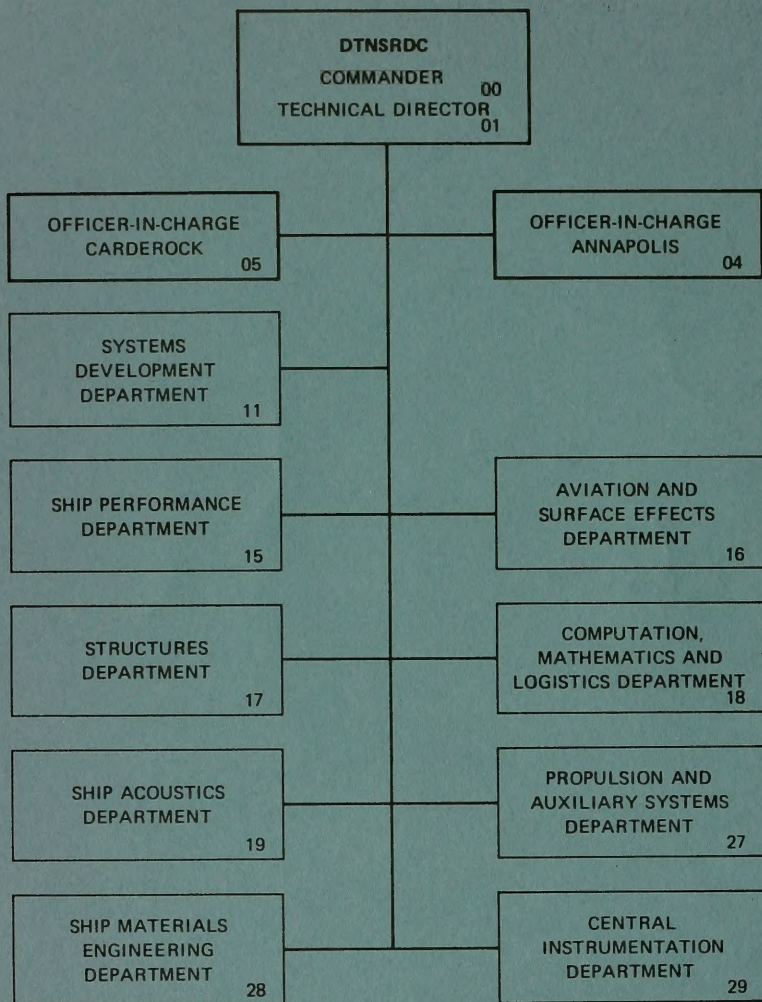 DTNSRDC
COMMANDER 00
TECHNICAL DIRECTOR 01
OFFICER-IN-CHARGE
CARDEROCK
05
OFFICER-IN-CHARGE
ANNAPOLIS
04
SYSTEMS
DEVELOPMENT
DEPARTMENT
11
SHIP PERFORMANCE
DEPARTMENT
15
AVIATION AND
SURFACE EFFECTS
DEPARTMENT
16
STRUCTURES
DEPARTMENT
17
COMPUTATION,
MATHEMATICS AND
LOGISTICS DEPARTMENT
18
SHIP ACOUSTICS
DEPARTMENT
19
PROPULSION AND
AUXILIARY SYSTEMS
DEPARTMENT
27
SHIP MATERIALS
ENGINEERING
DEPARTMENT
28
CENTRAL
INSTRUMENTATION
DEPARTMENT
29